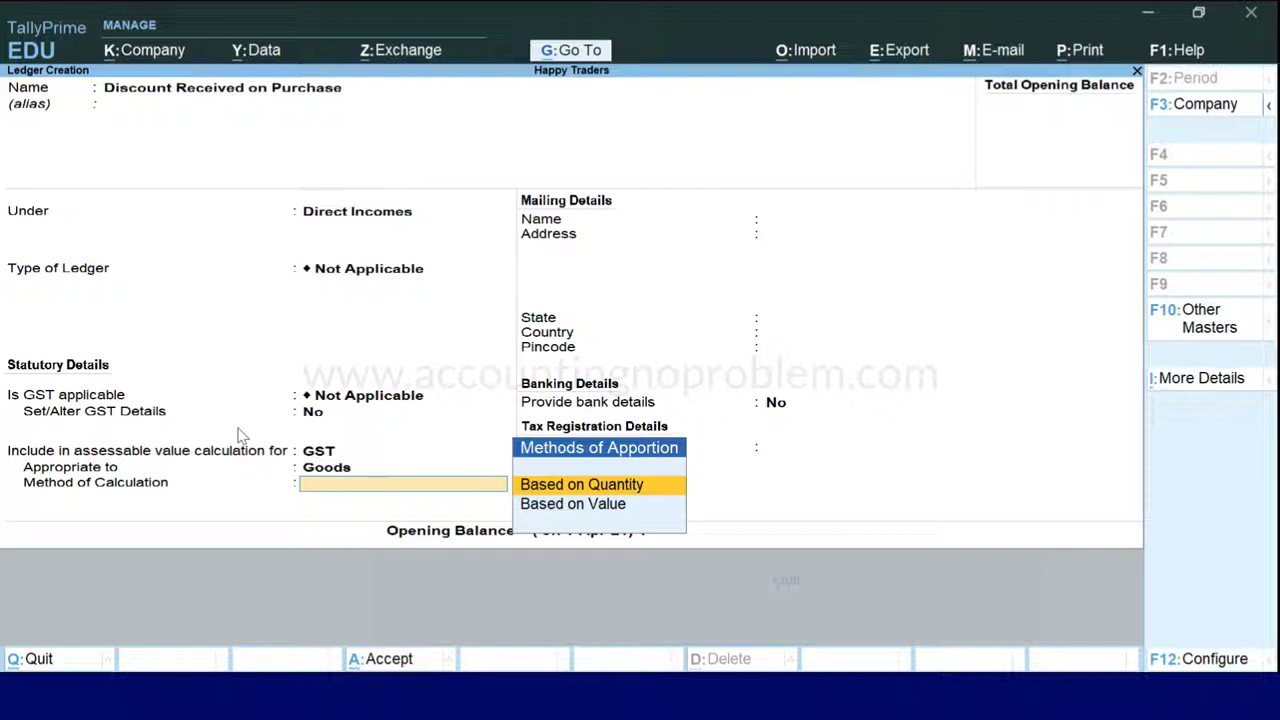 TallyPrime MANAGE
EDU K:Company Y:Data Z:Exchange G:Go To O:Import E:Export M:E-mail P:Print F1:Help
Ledger Creation Happy Traders
Name : Discount Received on Purchase
(alias) :
Total Opening Balance
Under : Direct Incomes
Type of Ledger : ♦ Not Applicable
Statutory Details
Is GST applicable : ♦ Not Applicable
Set/Alter GST Details : No
Include in assessable value calculation for : GST
Appropriate to : Goods
Method of Calculation :
Mailing Details
Name :
Address :
State :
Country :
Pincode :
www.accountingnoproblem.com
Banking Details
Provide bank details : No
Tax Registration Details
:
Methods of Apportion
Based on Quantity
Based on Value
Opening Balance
F2:Period
F3:Company
F4
F5
F6
F7
F8
F9
F10:Other
Masters
I:More Details
Q:Quit A:Accept D:Delete F12:Configure